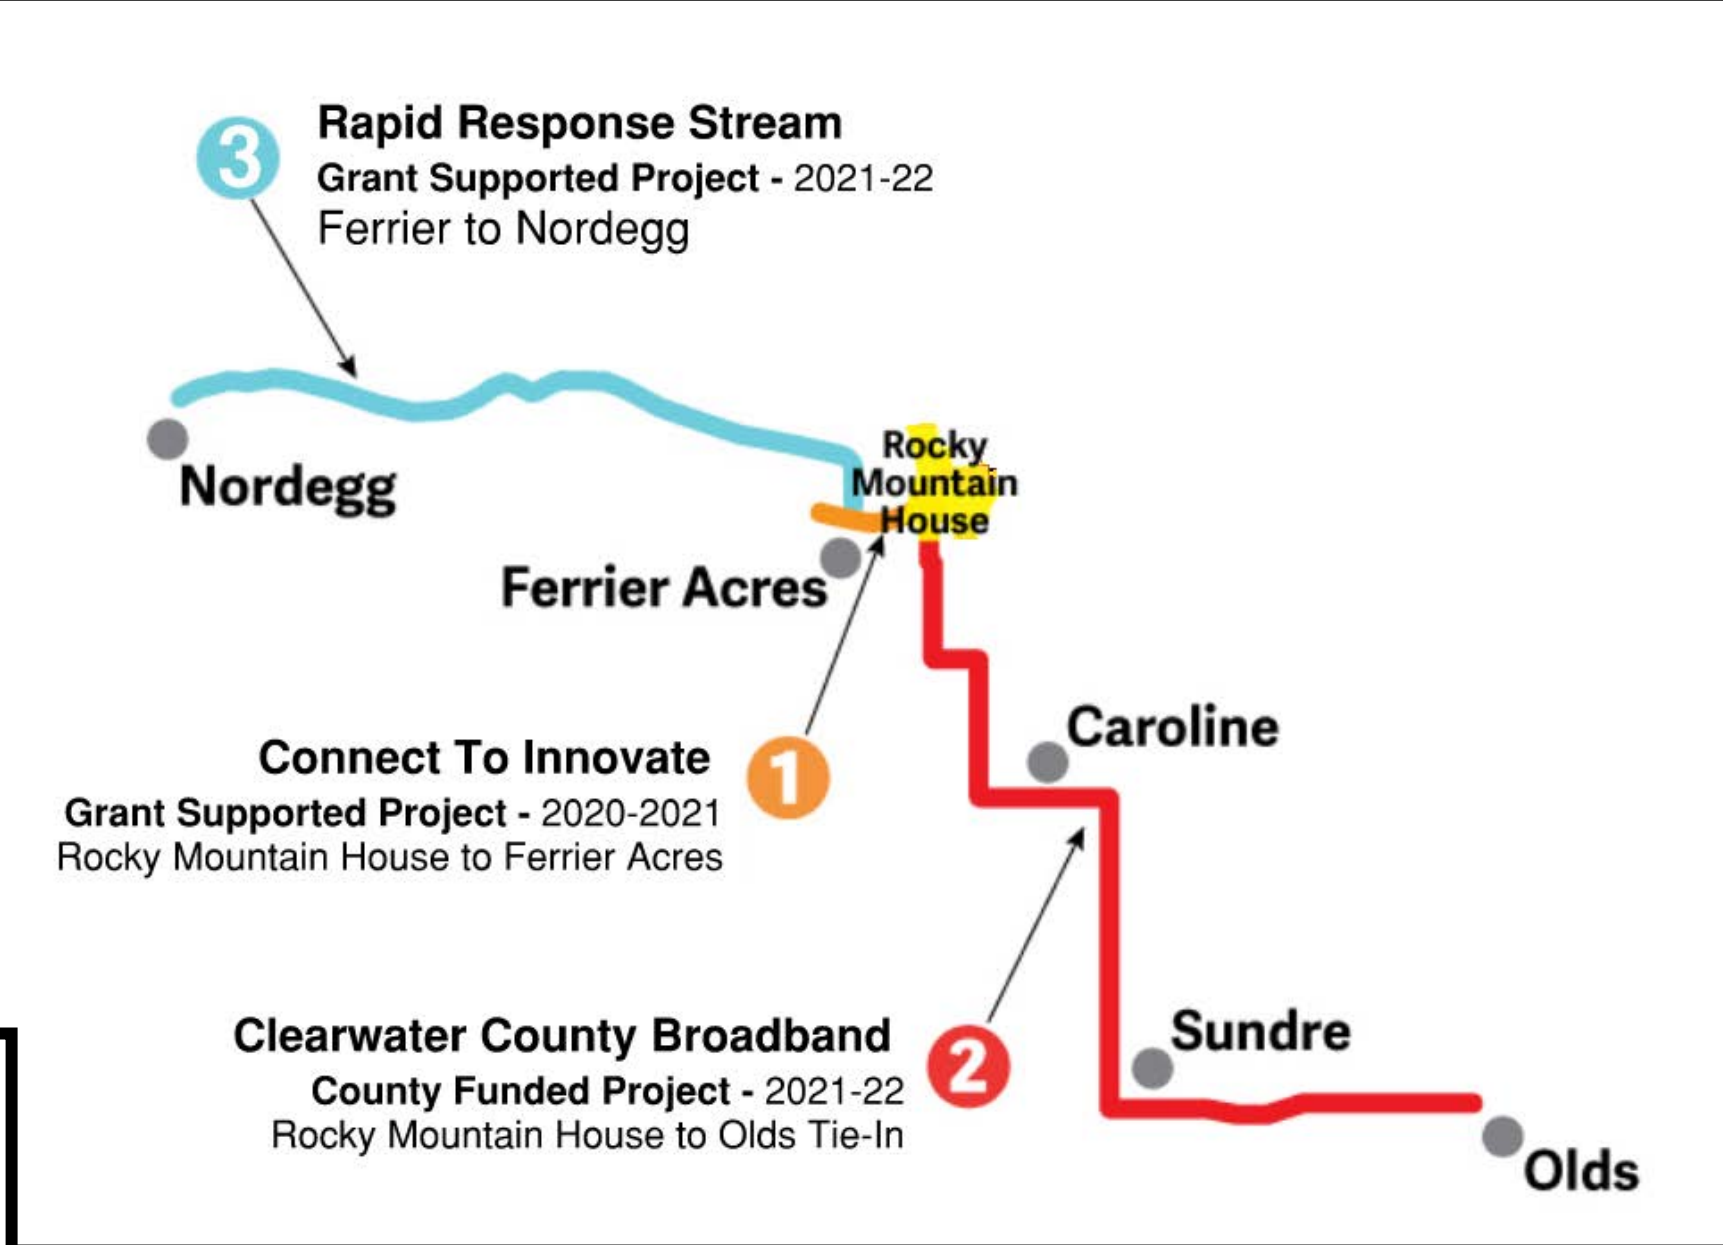 3
Rapid Response Stream
Grant Supported Project - 2021-22
Ferrier to Nordegg
Rocky
Mountain
House
Nordegg
Ferrier Acres
Caroline
Connect To Innovate
1
Grant Supported Project - 2020-2021
Rocky Mountain House to Ferrier Acres
Sundre
Clearwater County Broadband
2
County Funded Project - 2021-22
Rocky Mountain House to Olds Tie-In
Olds